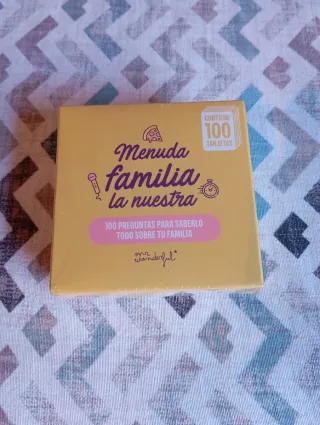 CONTIENE
100
TARJETAS
Menuda
familia
la nuestra
100 PREGUNTAS PARA SABERLO
TODO SOBRE TU FAMILIA
mr.
wonderful*